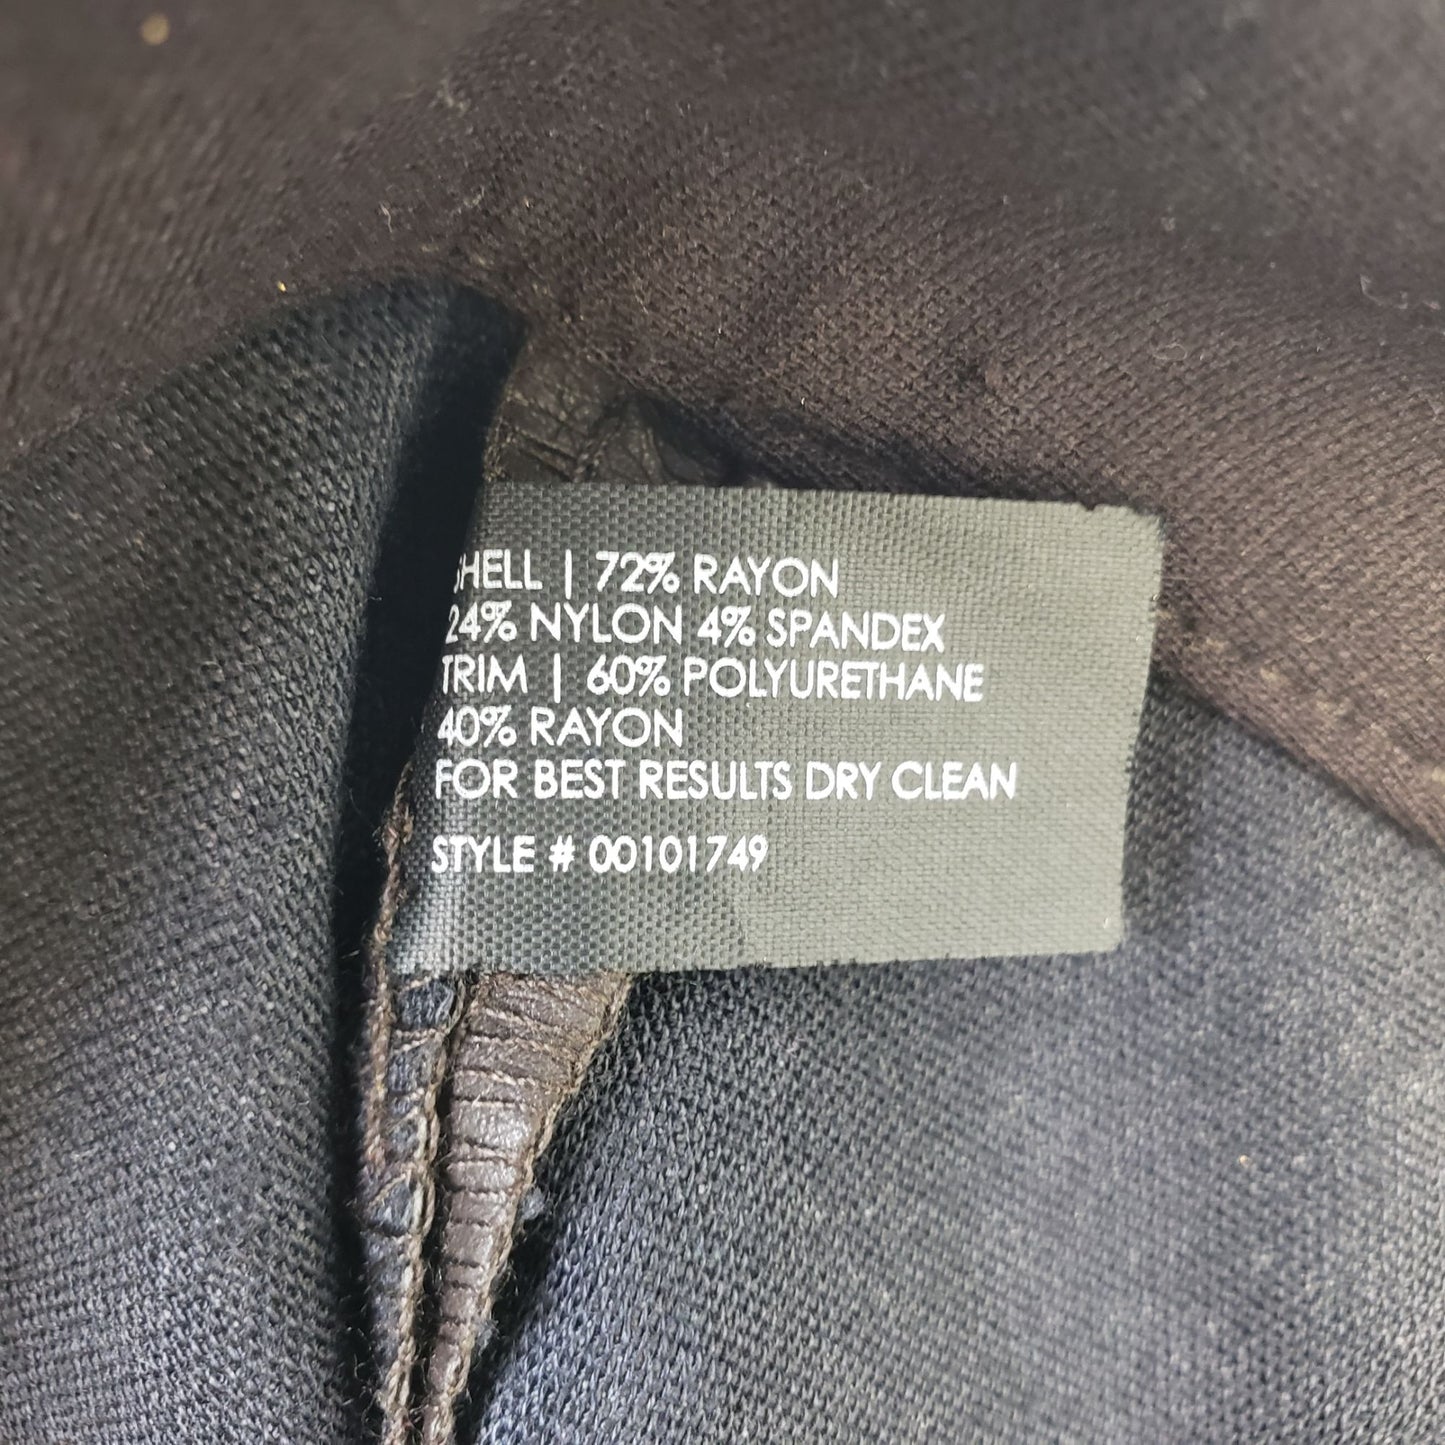 SHELL | 72% RAYON
24% NYLON 4% SPANDEX
TRIM | 60% POLYURETHANE
40% RAYON
FOR BEST RESULTS DRY CLEAN
STYLE # 00101749